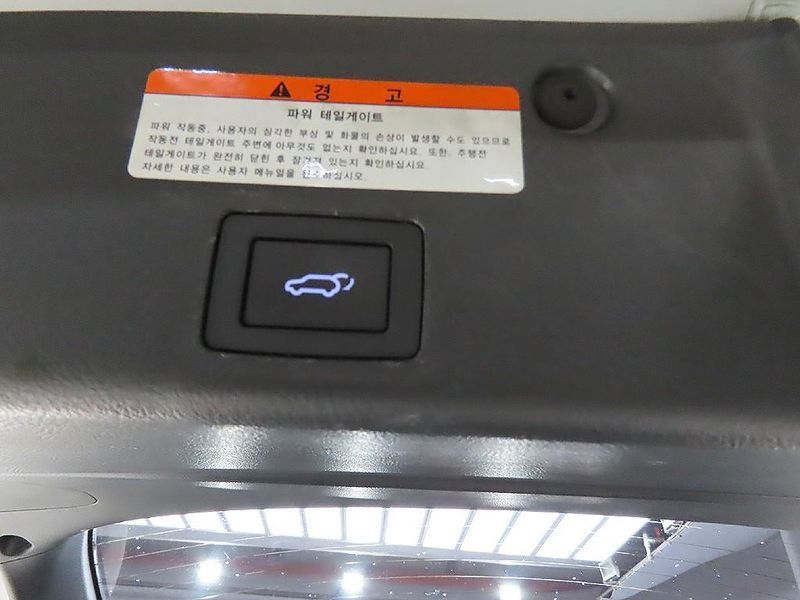 경 고
파워 테일게이트
파워 작동중, 사용자의 심각한 부상 및 화물의 손상이 발생할 수도 있으므로
작동전 테일게이트 주변에 아무것도 없는지 확인하십시요. 또한, 주행전
테일게이트가 완전히 닫힌 후 잠겨져 있는지 확인하십시요.
자세한 내용은 사용자 메뉴얼을 하십시오.